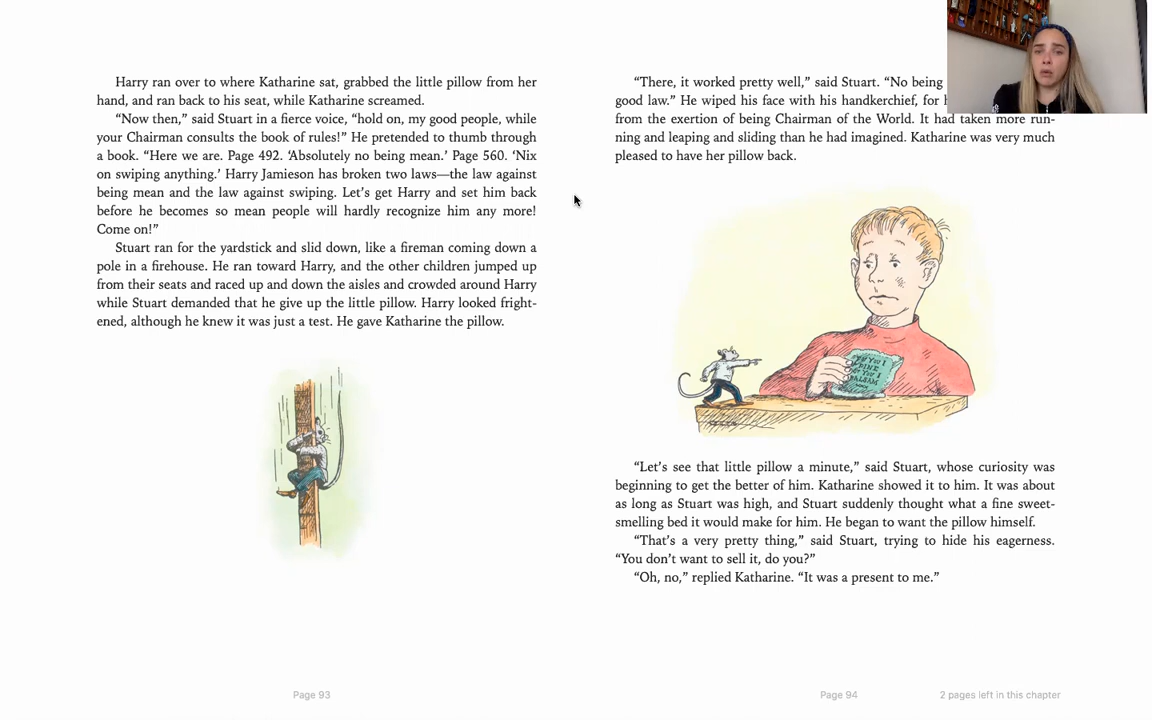 Harry ran over to where Katharine sat, grabbed the little pillow from her
hand, and ran back to his seat, while Katharine screamed.
“Now then,” said Stuart in a fierce voice, “hold on, my good people, while
your Chairman consults the book of rules!” He pretended to thumb through
a book. “Here we are. Page 492. ‘Absolutely no being mean.’ Page 560. ‘Nix
on swiping anything.’ Harry Jamieson has broken two laws—the law against
being mean and the law against swiping. Let’s get Harry and set him back
before he becomes so mean people will hardly recognize him any more!
Come on!”
Stuart ran for the yardstick and slid down, like a fireman coming down a
pole in a firehouse. He ran toward Harry, and the other children jumped up
from their seats and raced up and down the aisles and crowded around Harry
while Stuart demanded that he give up the little pillow. Harry looked fright-
ened, although he knew it was just a test. He gave Katharine the pillow.
Page 93
“There, it worked pretty well,” said Stuart. “No being
good law.” He wiped his face with his handkerchief, for h
from the exertion of being Chairman of the World. It had taken more run-
ning and leaping and sliding than he had imagined. Katharine was very much
pleased to have her pillow back.
FOR YOU I
PINE
FOR YOU I
BALSAM
“Let’s see that little pillow a minute,” said Stuart, whose curiosity was
beginning to get the better of him. Katharine showed it to him. It was about
as long as Stuart was high, and Stuart suddenly thought what a fine sweet-
smelling bed it would make for him. He began to want the pillow himself.
“That’s a very pretty thing,” said Stuart, trying to hide his eagerness.
“You don’t want to sell it, do you?”
“Oh, no,” replied Katharine. “It was a present to me.”
Page 94
2 pages left in this chapter